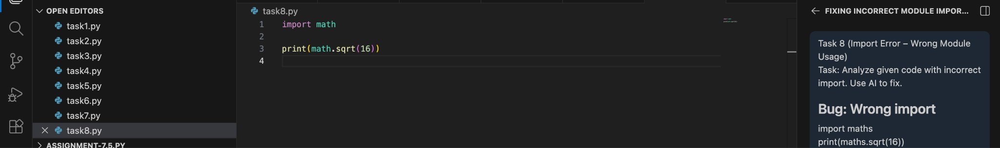 OPEN EDITORS
task1.py
task2.py
task3.py
task4.py
task5.py
task6.py
task7.py
task8.py
ASSIGNMENT-7.5.PY
task8.py
1 import math
2
3 print(math.sqrt(16))
4
FIXING INCORRECT MODULE IMPOR...
Task 8 (Import Error – Wrong Module
Usage)
Task: Analyze given code with incorrect
import. Use AI to fix.
Bug: Wrong import
import maths
print(maths.sqrt(16))